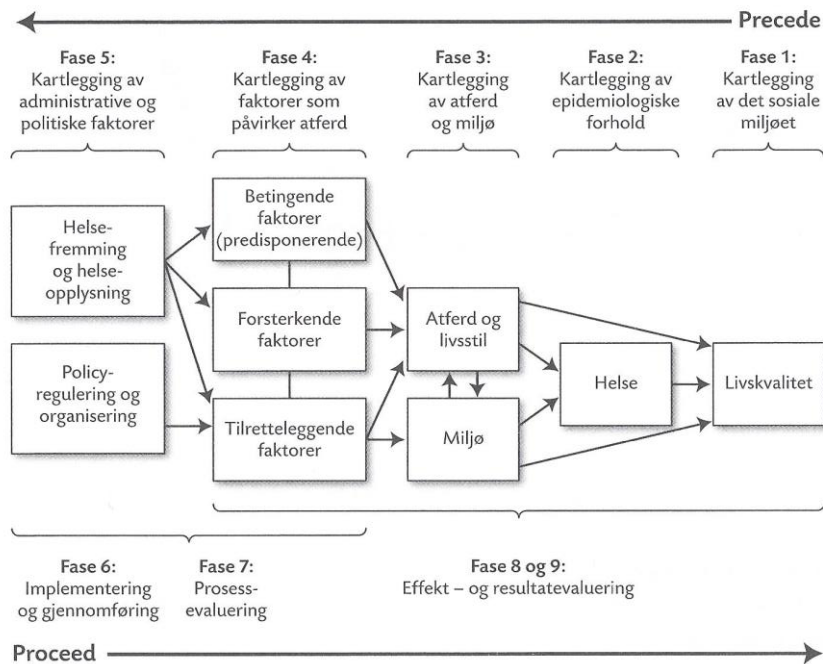 Precede
Fase 5:
Kartlegging av
administrative og
politiske faktorer
Fase 4:
Kartlegging av
faktorer som
påvirker atferd
Fase 3:
Kartlegging
av atferd
og miljø
Fase 2:
Kartlegging av
epidemiologiske
forhold
Fase 1:
Kartlegging
av det sosiale
miljøet
Helse-
fremming
og helse-
opplysning
Policy-
regulering og
organisering
Betingende
faktorer
(predisponerende)
Forsterkende
faktorer
Tilretteleggende
faktorer
Atferd og
livsstil
Miljø
Helse
Livskvalitet
Fase 6:
Implementering
og gjennomføring
Fase 7:
Prosess-
evaluering
Fase 8 og 9:
Effekt – og resultatevaluering
Proceed